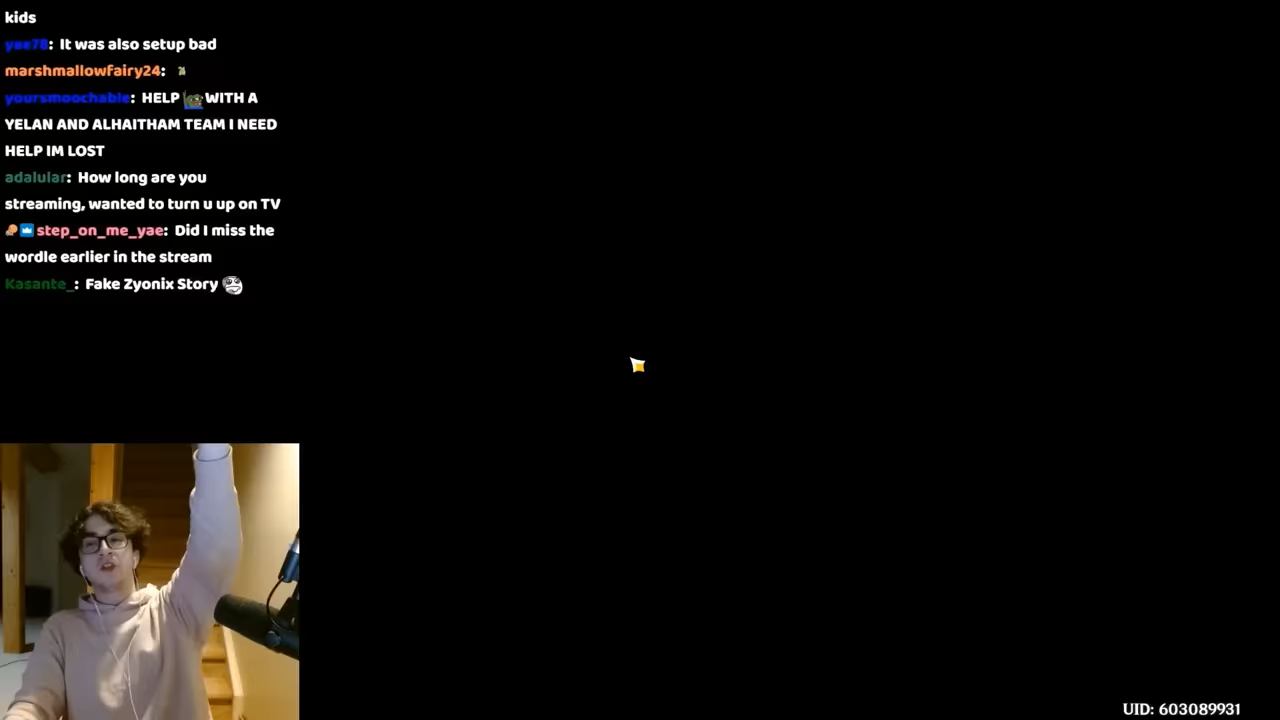 kids
yae78: It was also setup bad
marshmallowfairy24:
yoursmoochable: HELP WITH A
YELAN AND ALHAITHAM TEAM I NEED
HELP IM LOST
adalular: How long are you
streaming, wanted to turn u up on TV
step_on_me_yae: Did I miss the
wordle earlier in the stream
Kasante_: Fake Zyonix Story
UID: 603089931